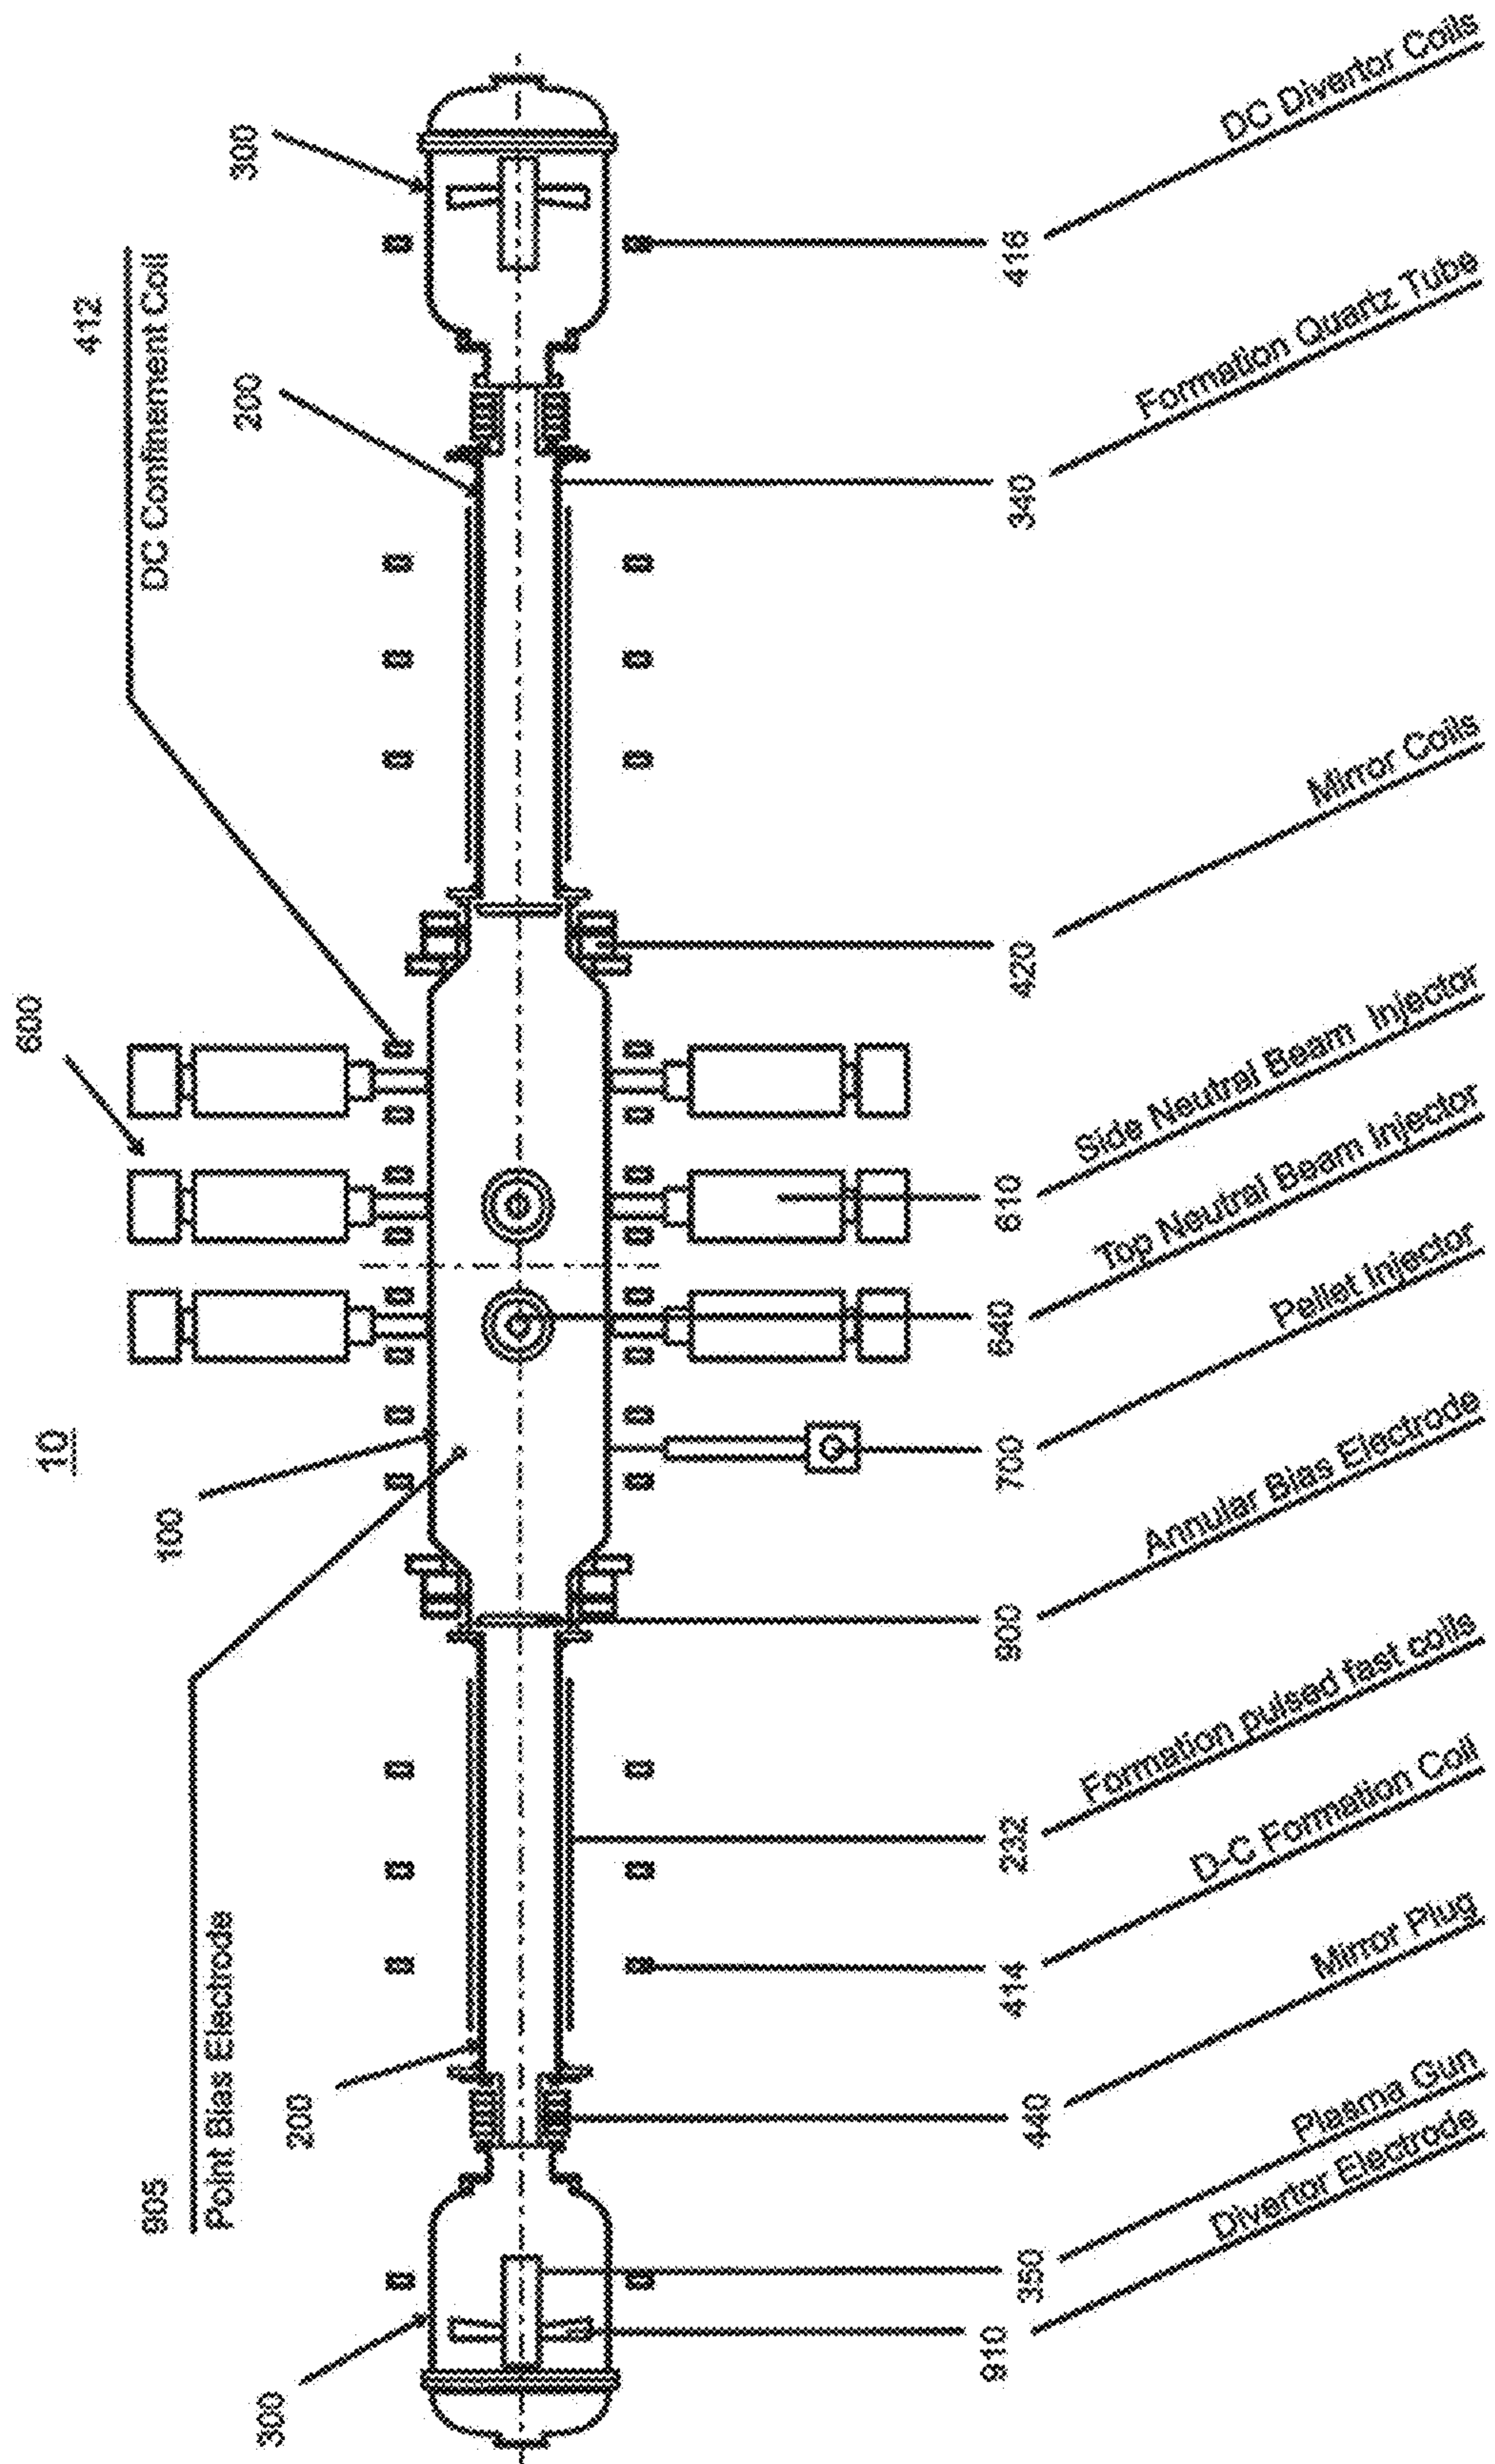 600
10
412
DC Confinement Coil
905
Point Bias Electrode
100
200
300
300
200
910
Divertor Electrode
350
Plasma Gun
440
Mirror Plug
414
D-C Formation Coil
232
Formation pulsed fast coils
900
Annular Bias Electrode
700
Pellet Injector
640
Top Neutral Beam Injector
610
Side Neutral Beam Injector
420
Mirror Coils
340
Formation Quartz Tube
416
DC Divertor Coils